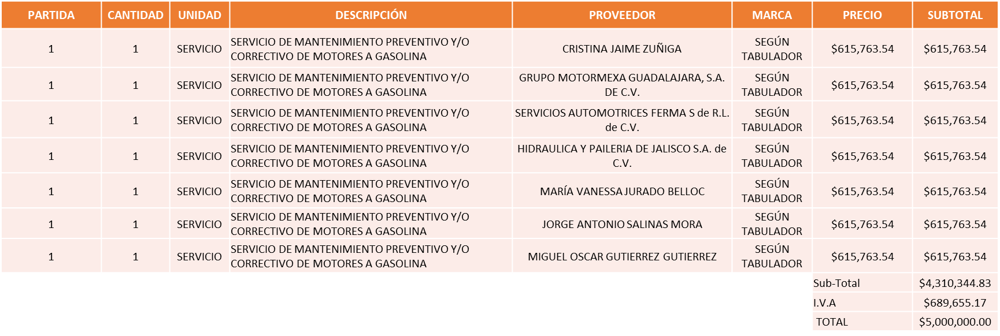 PARTIDA CANTIDAD UNIDAD DESCRIPCIÓN PROVEEDOR MARCA PRECIO SUBTOTAL
1 1 SERVICIO SERVICIO DE MANTENIMIENTO PREVENTIVO Y/O CORRECTIVO DE MOTORES A GASOLINA CRISTINA JAIME ZUÑIGA SEGÚN TABULADOR $615,763.54 $615,763.54
1 1 SERVICIO SERVICIO DE MANTENIMIENTO PREVENTIVO Y/O CORRECTIVO DE MOTORES A GASOLINA GRUPO MOTORMEXA GUADALAJARA, S.A. DE C.V. SEGÚN TABULADOR $615,763.54 $615,763.54
1 1 SERVICIO SERVICIO DE MANTENIMIENTO PREVENTIVO Y/O CORRECTIVO DE MOTORES A GASOLINA SERVICIOS AUTOMOTRICES FERMA S de R.L. de C.V. SEGÚN TABULADOR $615,763.54 $615,763.54
1 1 SERVICIO SERVICIO DE MANTENIMIENTO PREVENTIVO Y/O CORRECTIVO DE MOTORES A GASOLINA HIDRAULICA Y PAILERIA DE JALISCO S.A. de C.V. SEGÚN TABULADOR $615,763.54 $615,763.54
1 1 SERVICIO SERVICIO DE MANTENIMIENTO PREVENTIVO Y/O CORRECTIVO DE MOTORES A GASOLINA MARÍA VANESSA JURADO BELLOC SEGÚN TABULADOR $615,763.54 $615,763.54
1 1 SERVICIO SERVICIO DE MANTENIMIENTO PREVENTIVO Y/O CORRECTIVO DE MOTORES A GASOLINA JORGE ANTONIO SALINAS MORA SEGÚN TABULADOR $615,763.54 $615,763.54
1 1 SERVICIO SERVICIO DE MANTENIMIENTO PREVENTIVO Y/O CORRECTIVO DE MOTORES A GASOLINA MIGUEL OSCAR GUTIERREZ GUTIERREZ SEGÚN TABULADOR $615,763.54 $615,763.54
Sub-Total $4,310,344.83
I.V.A $689,655.17
TOTAL $5,000,000.00